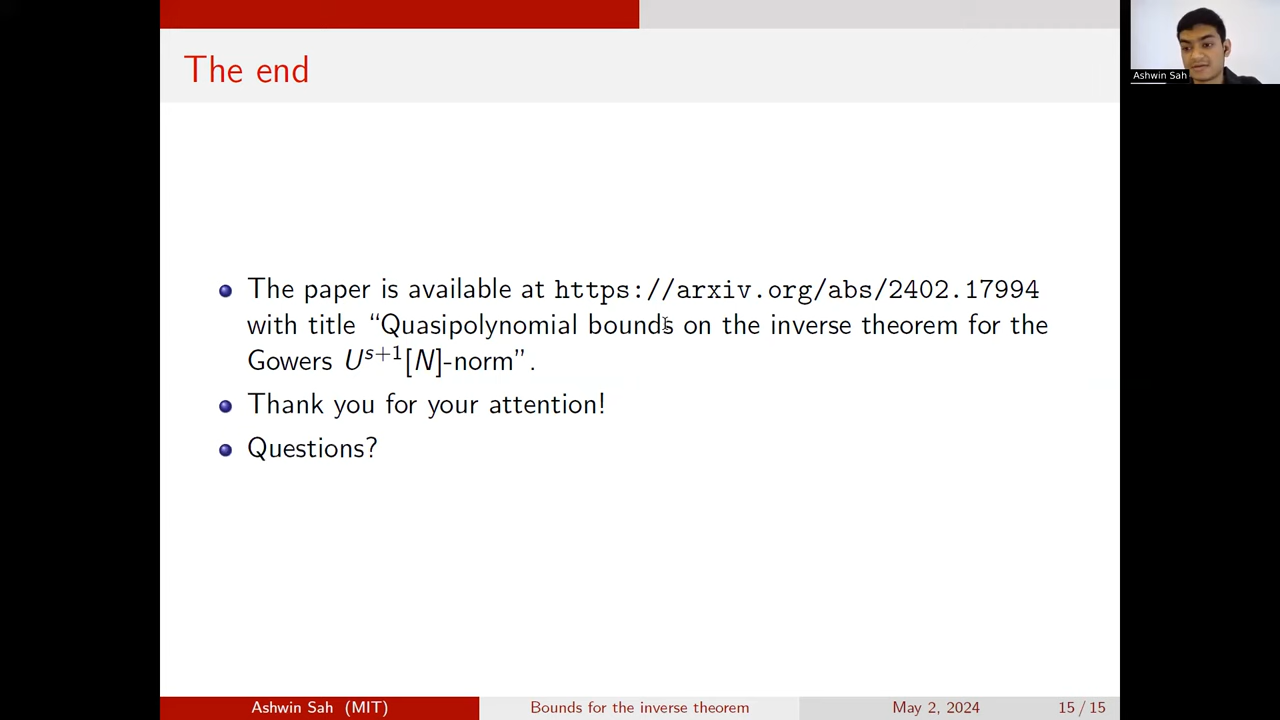 The end
Ashwin Sah
• The paper is available at https://arxiv.org/abs/2402.17994
with title “Quasipolynomial bounds on the inverse theorem for the
Gowers U^{s+1}[N]-norm”.
• Thank you for your attention!
• Questions?
Ashwin Sah (MIT) Bounds for the inverse theorem May 2, 2024 15 / 15